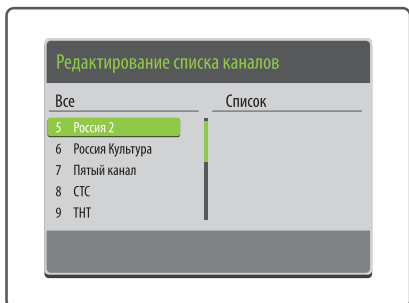 Редактирование списка каналов
Все Список
5 Россия 2
6 Россия Культура
7 Пятый канал
8 СТС
9 ТНТ